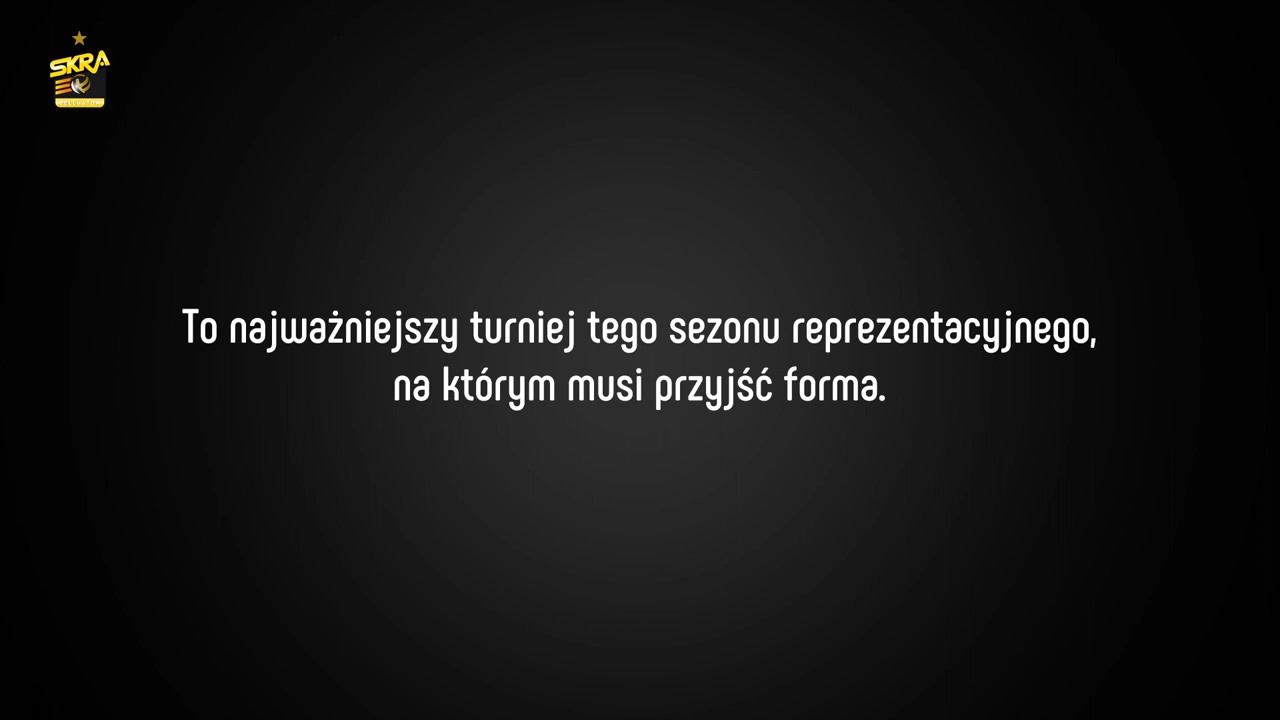 SKRA
To najważniejszy turniej tego sezonu reprezentacyjnego,
na którym musi przyjść forma.